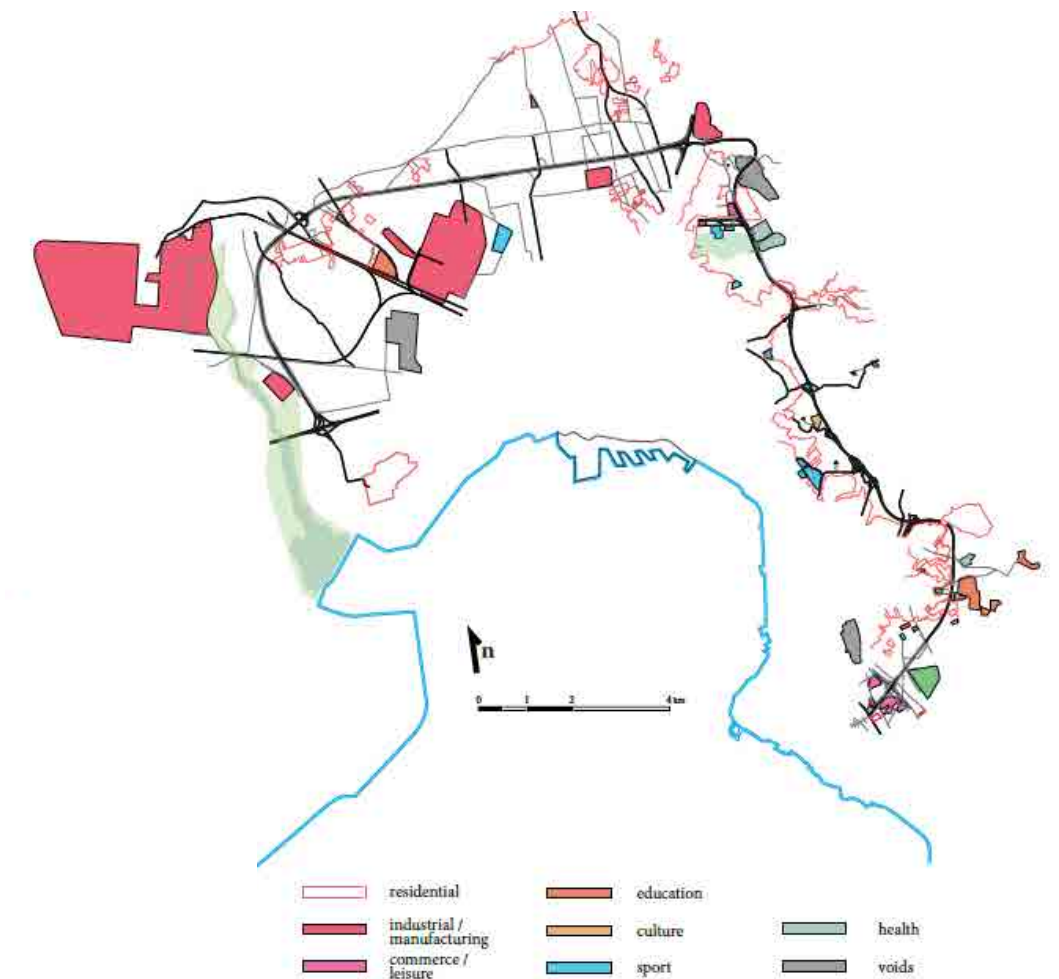 n
0 1 2 4 km
residential
industrial /
manufacturing
commerce /
leisure
education
culture
sport
health
voids